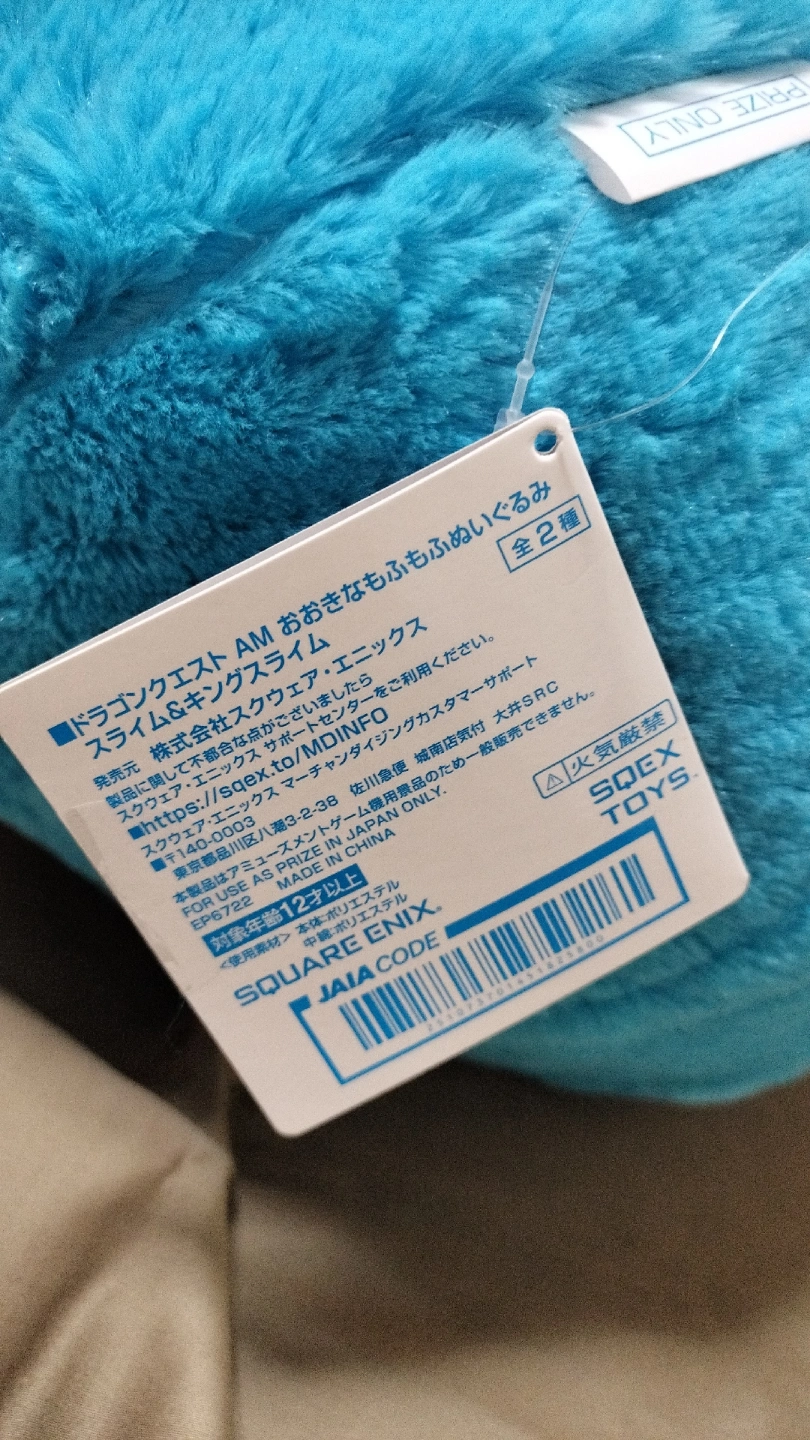 PRIZE ONLY
■ドラゴンクエスト AM おおきなもふもふぬいぐるみ
スライム&キングスライム
全2種
発売元 株式会社スクウェア・エニックス
製品に関して不都合な点がございましたら
スクウェア・エニックス サポートセンターをご利用ください。
■https://sqex.to/MDINFO
スクウェア・エニックス マーチャンダイジングカスタマーサポート
■〒140-0003
東京都品川区八潮3-2-38 佐川急便 城南店気付 大井SRC
本製品はアミューズメントゲーム機用景品のため一般販売できません。
FOR USE AS PRIZE IN JAPAN ONLY.
EP6722 MADE IN CHINA
⚠火気厳禁
対象年齢12才以上
<使用素材> 本体:ポリエステル
中綿:ポリエステル
SQEX
TOYS™
SQUARE ENIX®
JAIA CODE